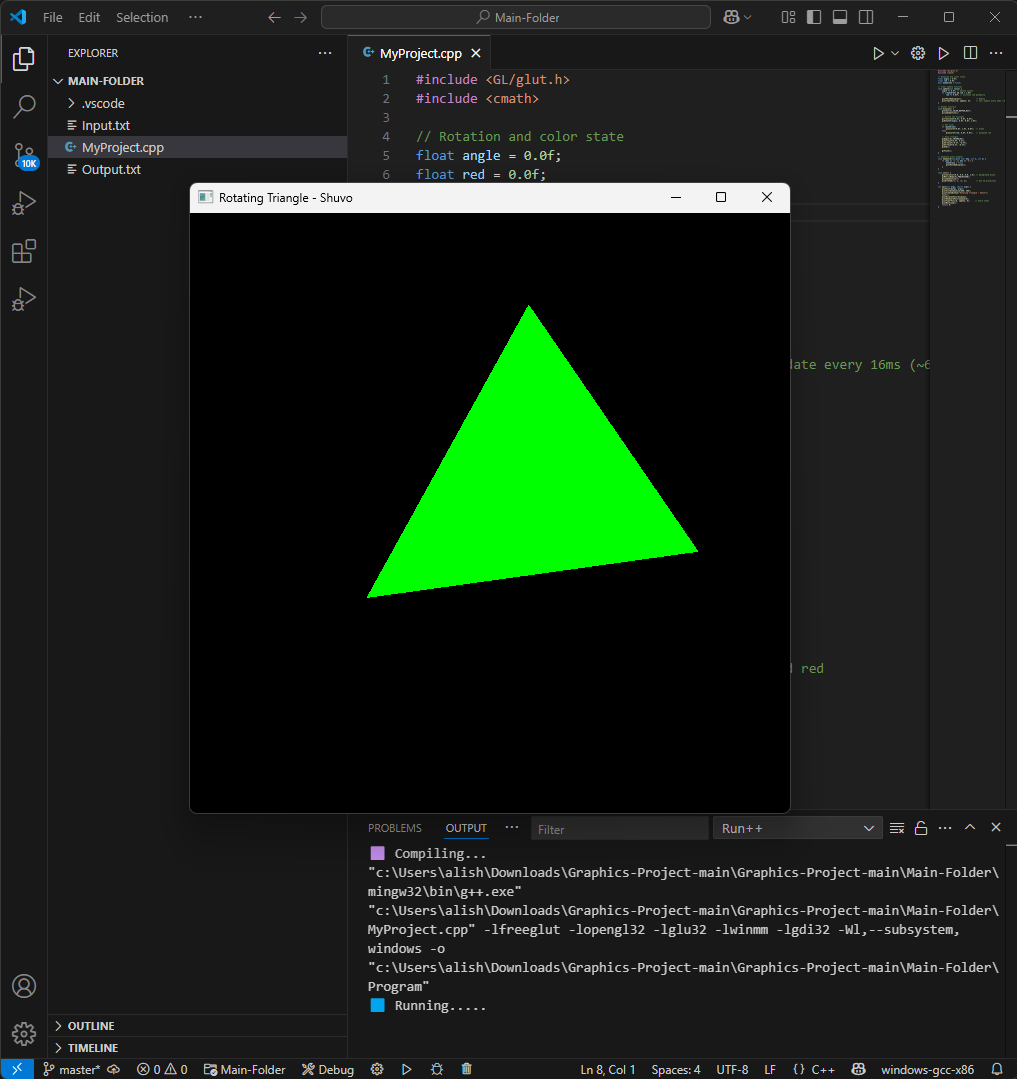 File Edit Selection ··· Main-Folder
EXPLORER ···
MAIN-FOLDER
.vscode
Input.txt
MyProject.cpp
Output.txt
10K
MyProject.cpp
1 #include <GL/glut.h>
2 #include <cmath>
3
4 // Rotation and color state
5 float angle = 0.0f;
6 float red = 0.0f;
Rotating Triangle - Shuvo
date every 16ms (~6
red
PROBLEMS OUTPUT ··· Filter Run++
Compiling...
"c:\Users\alish\Downloads\Graphics-Project-main\Graphics-Project-main\Main-Folder\
mingw32\bin\g++.exe"
"c:\Users\alish\Downloads\Graphics-Project-main\Graphics-Project-main\Main-Folder\
MyProject.cpp" -lfreeglut -lopengl32 -lglu32 -lwinmm -lgdi32 -Wl,--subsystem,
windows -o
"c:\Users\alish\Downloads\Graphics-Project-main\Graphics-Project-main\Main-Folder\
Program"
Running.....
OUTLINE
TIMELINE
master* 0 0 Main-Folder Debug Ln 8, Col 1 Spaces: 4 UTF-8 LF {} C++ windows-gcc-x86